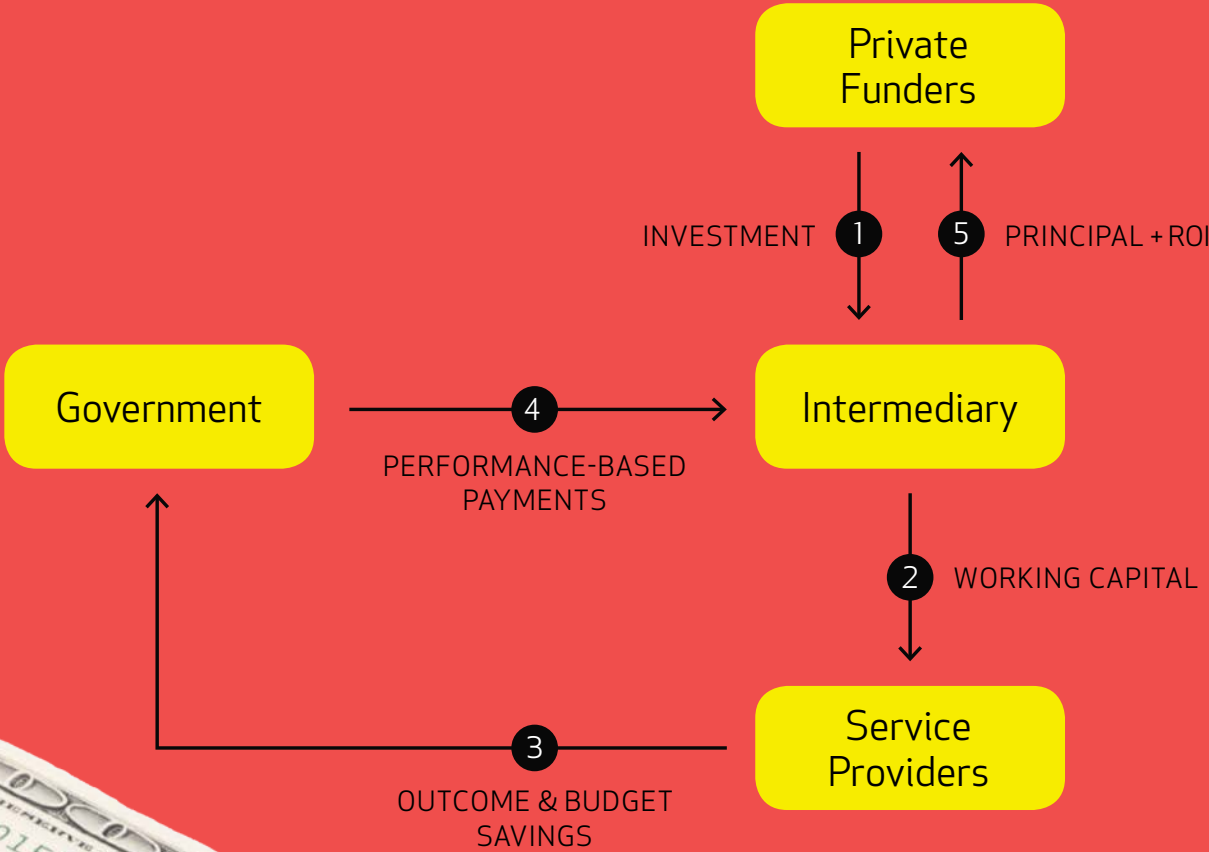 Private
Funders
INVESTMENT
1
5
PRINCIPAL + ROI
Government
4
PERFORMANCE-BASED
PAYMENTS
Intermediary
2
WORKING CAPITAL
Service
Providers
3
OUTCOME & BUDGET
SAVINGS